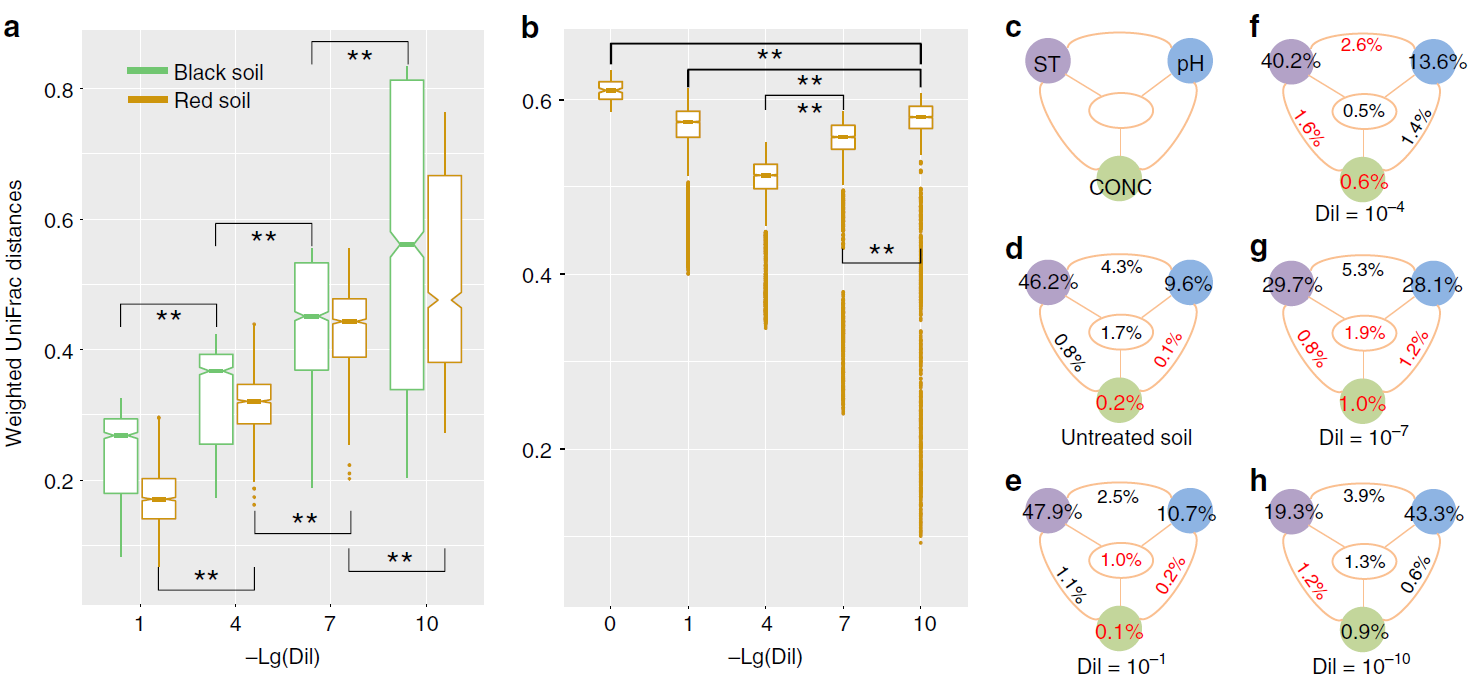 a
Weighted UniFrac distances
0.8
0.6
0.4
0.2
Black soil
Red soil
**
**
**
**
**
**
1 4 7 10
–Lg(Dil)
b
0.6
0.4
0.2
**
**
**
**
0 1 4 7 10
–Lg(Dil)
c
ST
pH
CONC
d
4.3%
46.2%
9.6%
1.7%
0.8%
0.1%
0.2%
Untreated soil
e
2.5%
47.9%
10.7%
1.0%
1.1%
0.2%
0.1%
Dil = 10–1
f
2.6%
40.2%
13.6%
0.5%
1.6%
1.4%
0.6%
Dil = 10–4
g
5.3%
29.7%
28.1%
1.9%
0.8%
1.2%
1.0%
Dil = 10–7
h
3.9%
19.3%
43.3%
1.3%
1.2%
0.6%
0.9%
Dil = 10–10